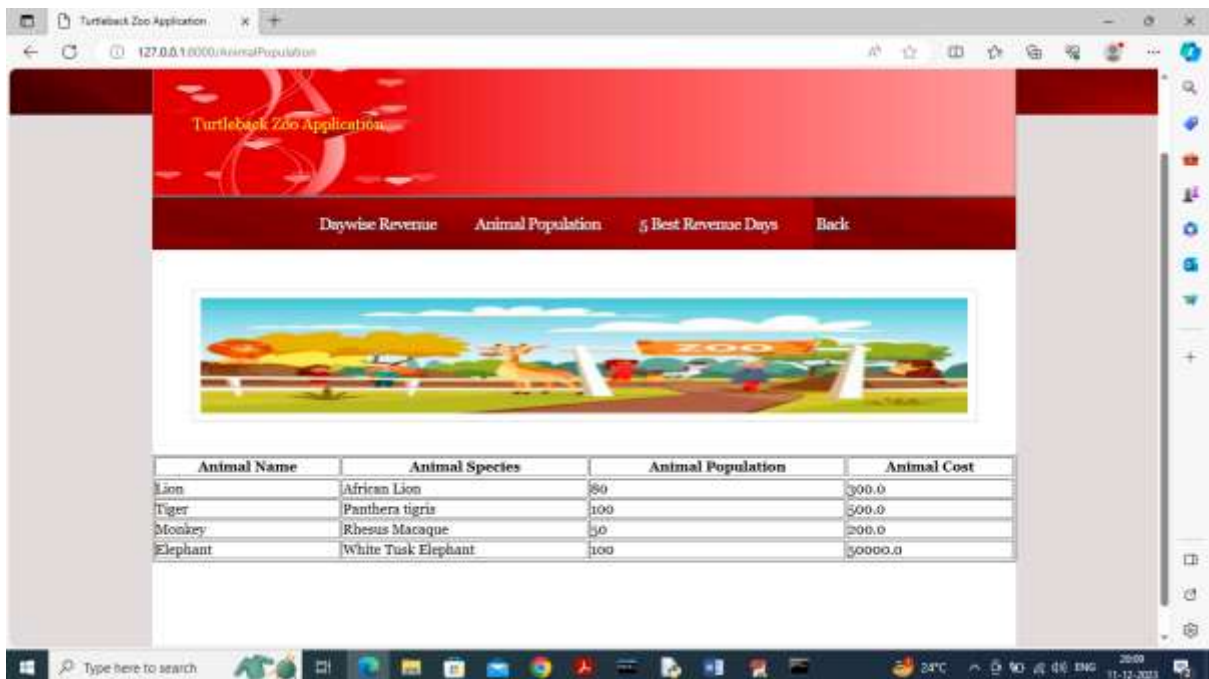 Turtleback Zoo Application
127.0.0.1:8000/AnimalPopulation
Turtleback Zoo Application
Daywise Revenue Animal Population 5 Best Revenue Days Back
ZOO
Animal Name Animal Species Animal Population Animal Cost
Lion African Lion 80 300.0
Tiger Panthera tigris 100 500.0
Monkey Rhesus Macaque 50 200.0
Elephant White Tusk Elephant 100 50000.0
Type here to search
24°C ENG
20:09
11-12-2023